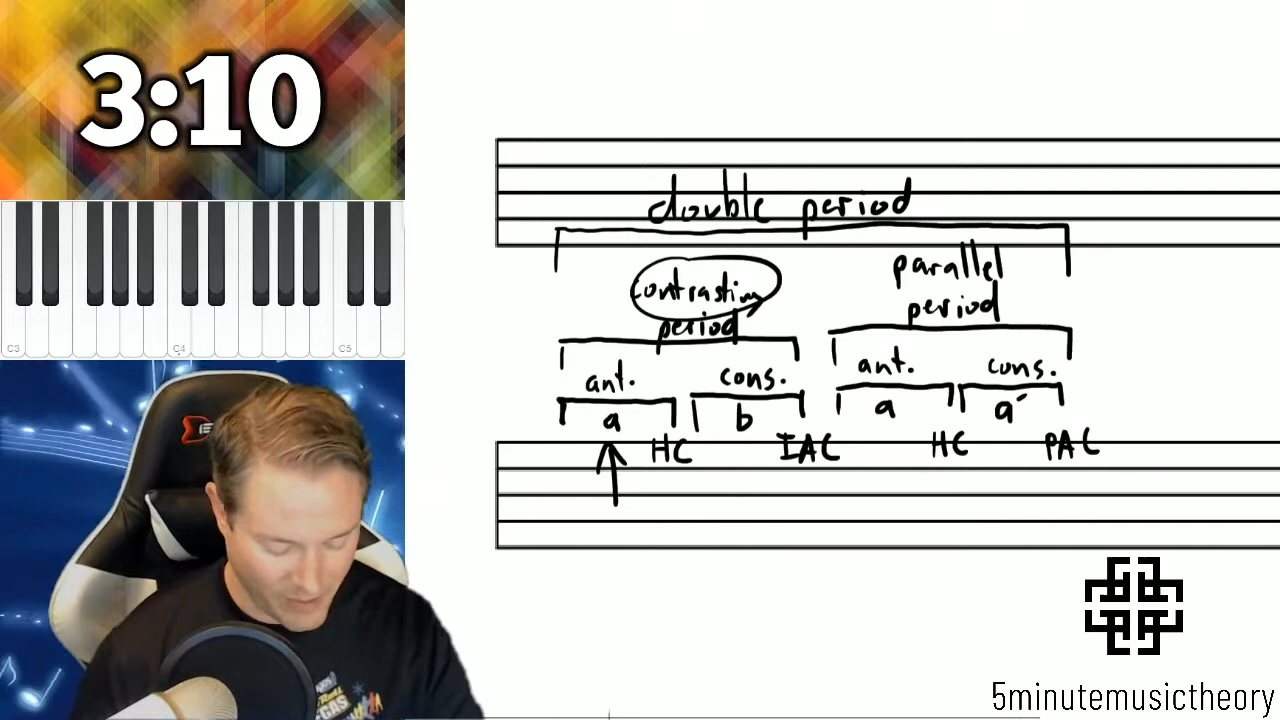 3:10
C3
C4
C5
double period
contrasting
period
parallel
period
ant.
cons.
ant.
cons.
a
b
a
a´
HC
IAC
HC
PAC
5minutemusictheory